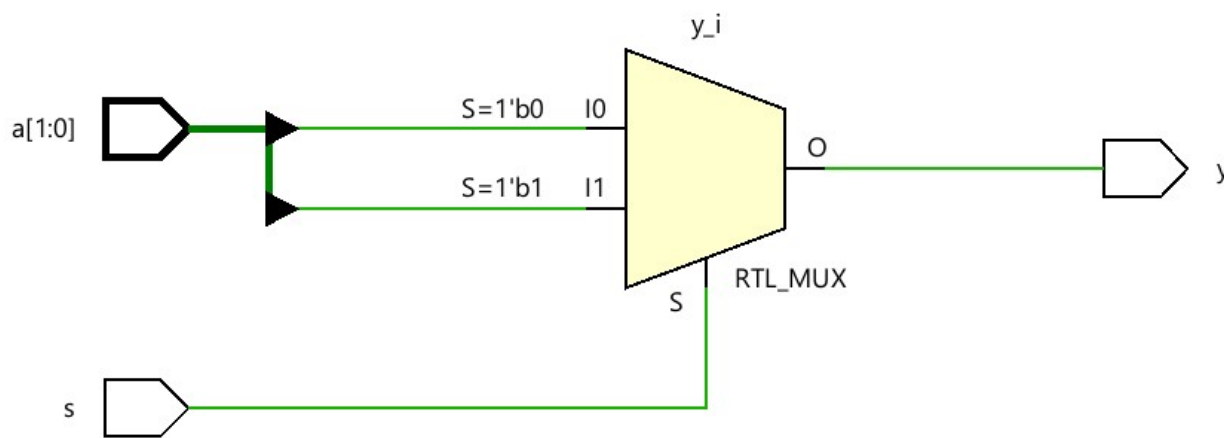 y_i
a[1:0]
S=1'b0 I0
S=1'b1 I1
O
y
RTL_MUX
S
s